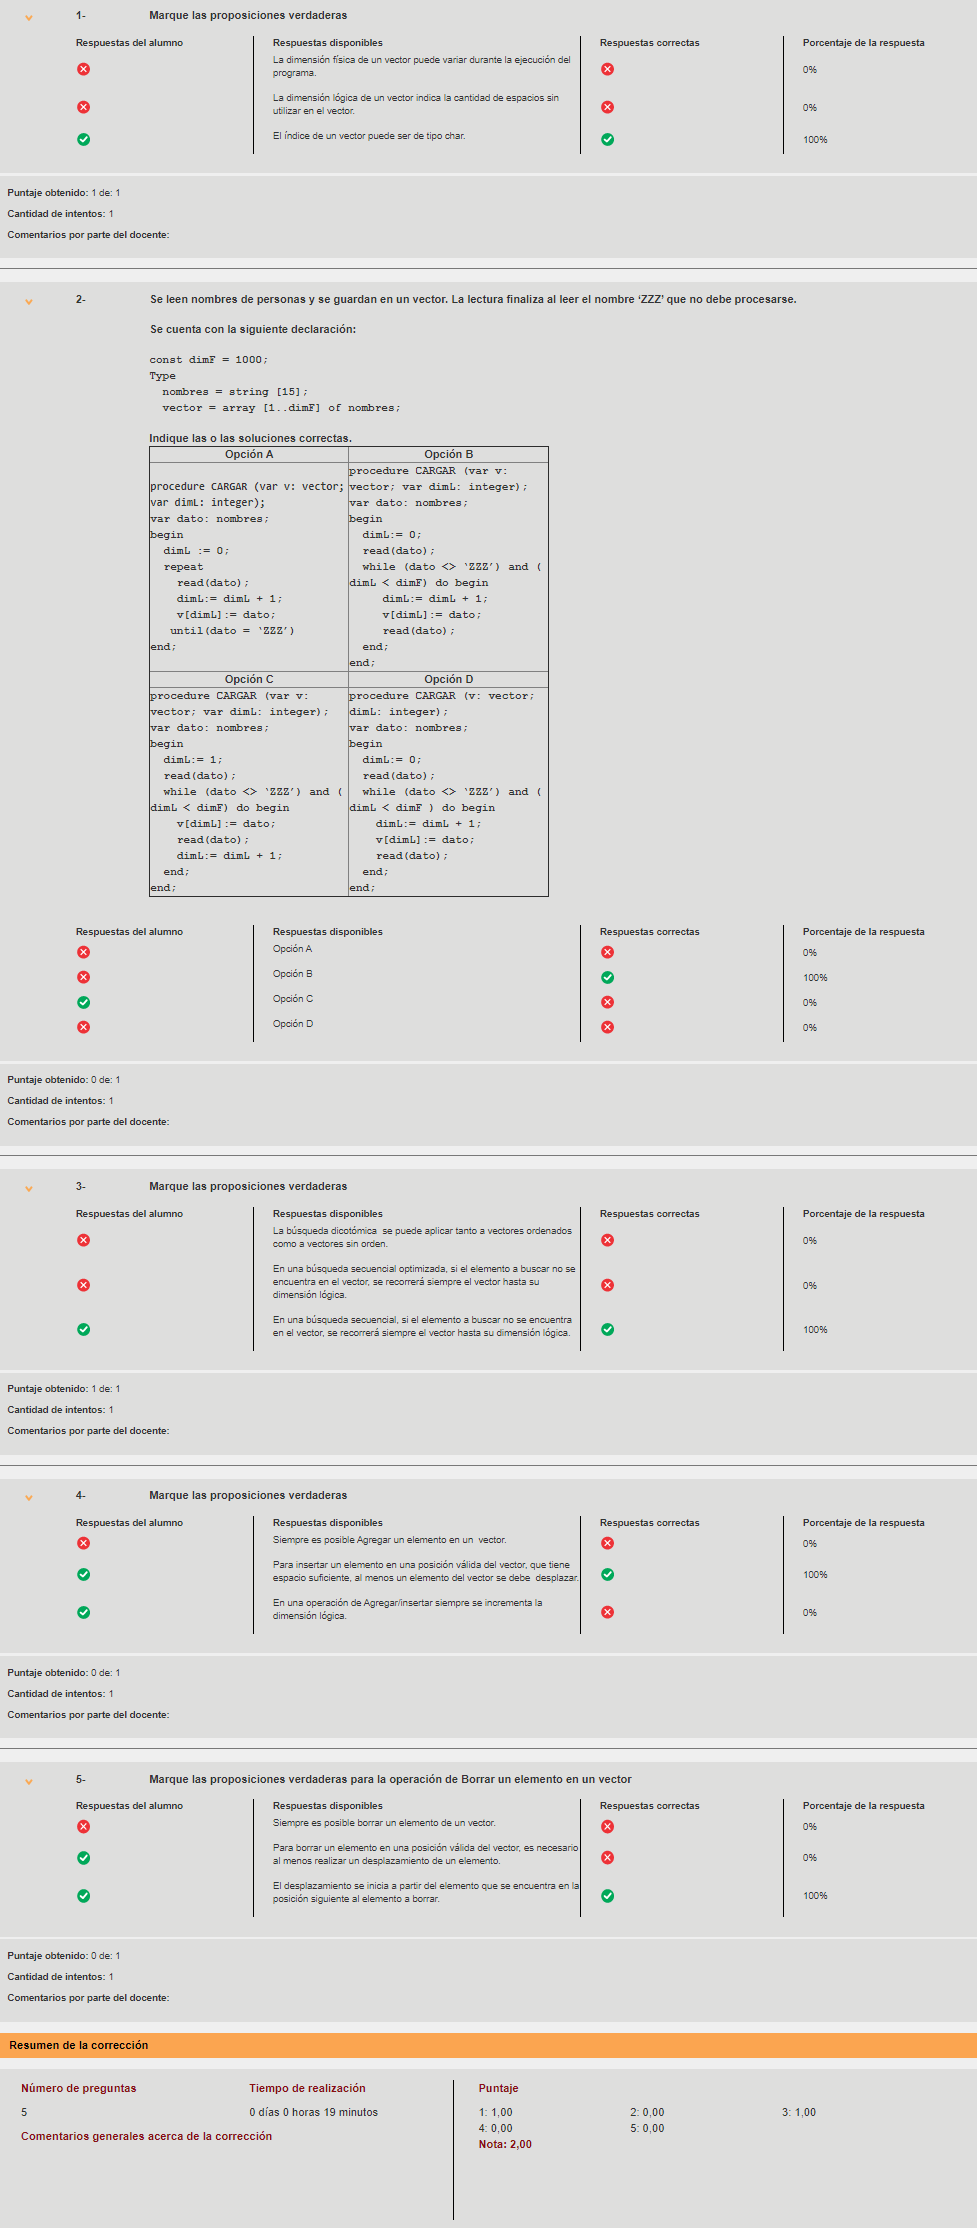 1- Marque las proposiciones verdaderas
Respuestas del alumno Respuestas disponibles Respuestas correctas Porcentaje de la respuesta
La dimensión física de un vector puede variar durante la ejecución del
programa.
0%
La dimensión lógica de un vector indica la cantidad de espacios sin
utilizar en el vector.
0%
El índice de un vector puede ser de tipo char.
100%
Puntaje obtenido: 1 de: 1
Cantidad de intentos: 1
Comentarios por parte del docente:
2- Se leen nombres de personas y se guardan en un vector. La lectura finaliza al leer el nombre ‘ZZZ’ que no debe procesarse.
Se cuenta con la siguiente declaración:
const dimF = 1000;
Type
nombres = string [15];
vector = array [1..dimF] of nombres;
Indique las o las soluciones correctas.
Opción A
procedure CARGAR (var v: vector;
var dimL: integer);
var dato: nombres;
begin
dimL := 0;
repeat
read(dato);
dimL:= dimL + 1;
v[dimL]:= dato;
until(dato = ‘ZZZ’)
end;
Opción B
procedure CARGAR (var v:
vector; var dimL: integer);
var dato: nombres;
begin
dimL:= 0;
read(dato);
while (dato <> ‘ZZZ’) and (
dimL < dimF) do begin
dimL:= dimL + 1;
v[dimL]:= dato;
read(dato);
end;
end;
Opción C
procedure CARGAR (var v:
vector; var dimL: integer);
var dato: nombres;
begin
dimL:= 1;
read(dato);
while (dato <> ‘ZZZ’) and (
dimL < dimF) do begin
v[dimL]:= dato;
read(dato);
dimL:= dimL + 1;
end;
end;
Opción D
procedure CARGAR (v: vector;
dimL: integer);
var dato: nombres;
begin
dimL:= 0;
read(dato);
while (dato <> ‘ZZZ’) and (
dimL < dimF ) do begin
dimL:= dimL + 1;
v[dimL]:= dato;
read(dato);
end;
end;
Respuestas del alumno Respuestas disponibles Respuestas correctas Porcentaje de la respuesta
Opción A 0%
Opción B 100%
Opción C 0%
Opción D 0%
Puntaje obtenido: 0 de: 1
Cantidad de intentos: 1
Comentarios por parte del docente:
3- Marque las proposiciones verdaderas
Respuestas del alumno Respuestas disponibles Respuestas correctas Porcentaje de la respuesta
La búsqueda dicotómica se puede aplicar tanto a vectores ordenados
como a vectores sin orden.
0%
En una búsqueda secuencial optimizada, si el elemento a buscar no se
encuentra en el vector, se recorrerá siempre el vector hasta su
dimensión lógica.
0%
En una búsqueda secuencial, si el elemento a buscar no se encuentra
en el vector, se recorrerá siempre el vector hasta su dimensión lógica.
100%
Puntaje obtenido: 1 de: 1
Cantidad de intentos: 1
Comentarios por parte del docente:
4- Marque las proposiciones verdaderas
Respuestas del alumno Respuestas disponibles Respuestas correctas Porcentaje de la respuesta
Siempre es posible Agregar un elemento en un vector.
0%
Para insertar un elemento en una posición válida del vector, que tiene
espacio suficiente, al menos un elemento del vector se debe desplazar.
100%
En una operación de Agregar/insertar siempre se incrementa la
dimensión lógica.
0%
Puntaje obtenido: 0 de: 1
Cantidad de intentos: 1
Comentarios por parte del docente:
5- Marque las proposiciones verdaderas para la operación de Borrar un elemento en un vector
Respuestas del alumno Respuestas disponibles Respuestas correctas Porcentaje de la respuesta
Siempre es posible borrar un elemento de un vector.
0%
Para borrar un elemento en una posición válida del vector, es necesario
al menos realizar un desplazamiento de un elemento.
0%
El desplazamiento se inicia a partir del elemento que se encuentra en la
posición siguiente al elemento a borrar.
100%
Puntaje obtenido: 0 de: 1
Cantidad de intentos: 1
Comentarios por parte del docente:
Resumen de la corrección
Número de preguntas Tiempo de realización Puntaje
5 0 días 0 horas 19 minutos 1: 1,00 2: 0,00 3: 1,00
4: 0,00 5: 0,00
Comentarios generales acerca de la corrección
Nota: 2,00